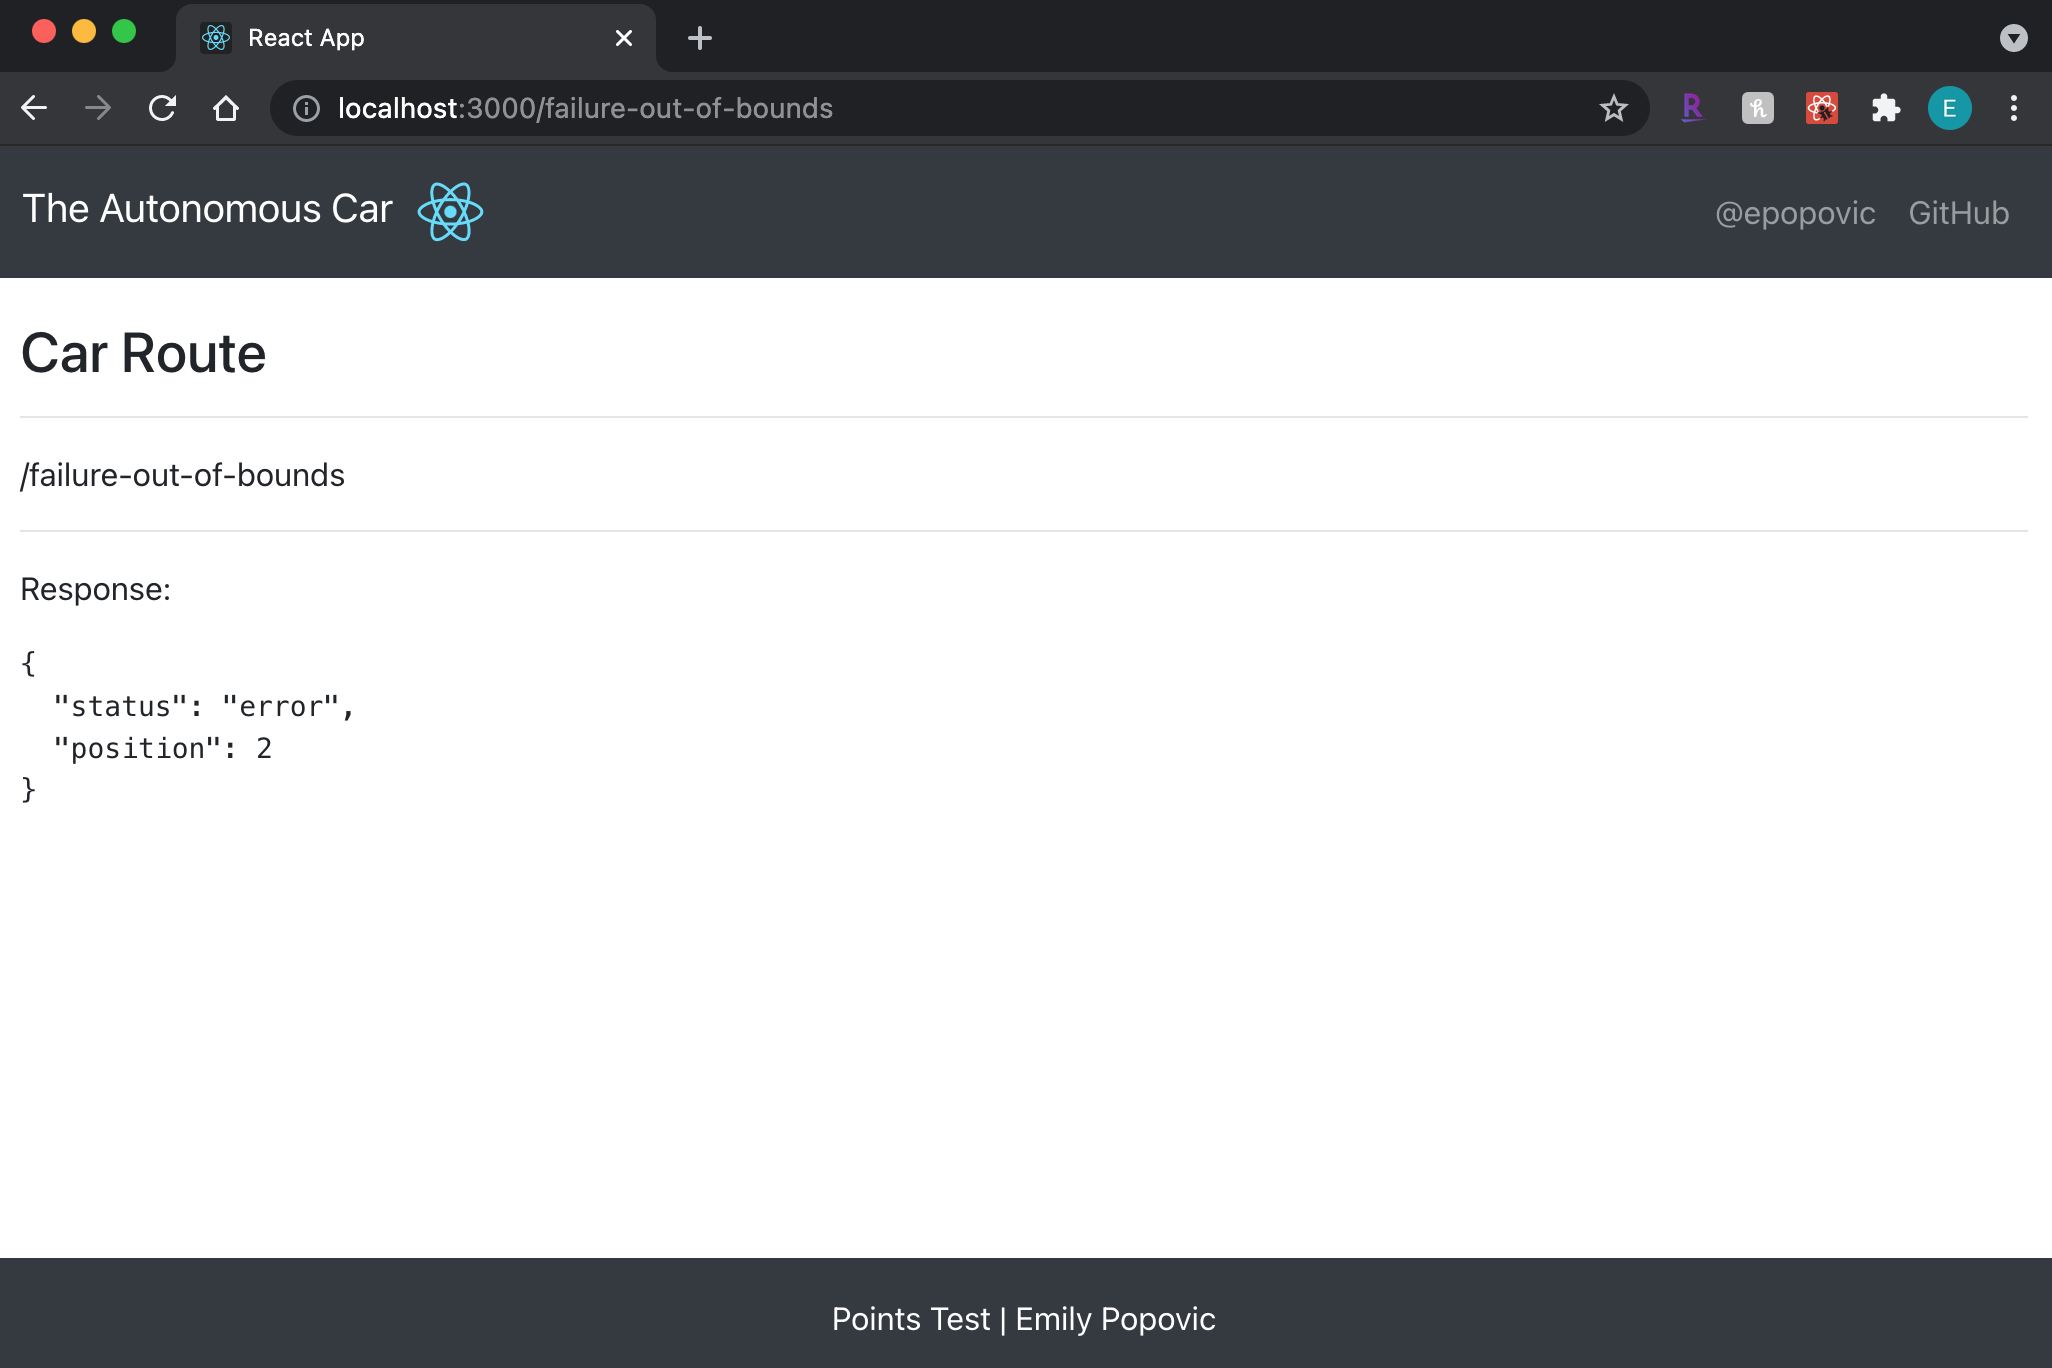 React App
localhost:3000/failure-out-of-bounds
R
h
E
The Autonomous Car
@epopovic GitHub
Car Route
/failure-out-of-bounds
Response:
{
  "status": "error",
  "position": 2
}
Points Test | Emily Popovic